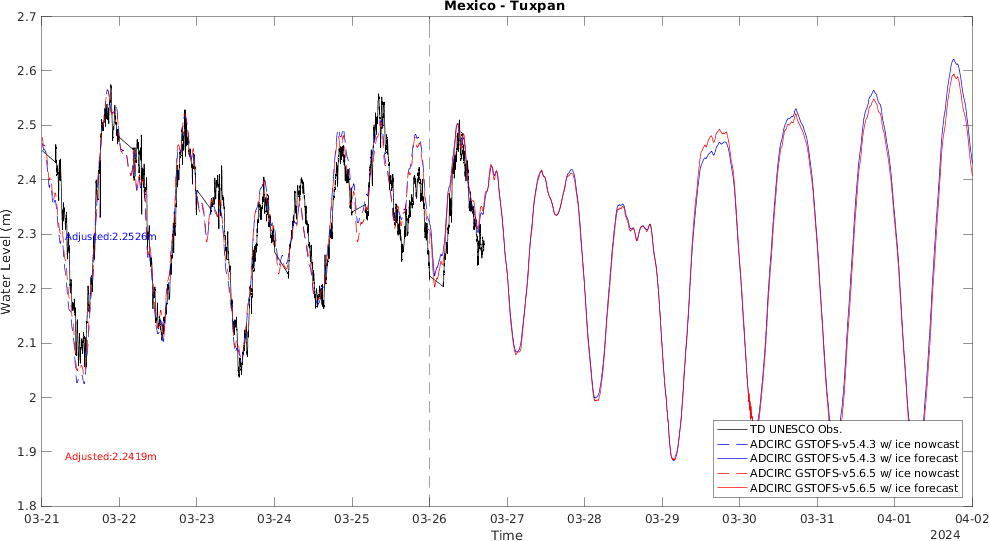 Mexico - Tuxpan
2.7
2.6
2.5
2.4
2.3
2.2
2.1
2
1.9
1.8
Water Level (m)
Adjusted:2.2526m
Adjusted:2.2419m
TD UNESCO Obs.
ADCIRC GSTOFS-v5.4.3 w/ ice nowcast
ADCIRC GSTOFS-v5.4.3 w/ ice forecast
ADCIRC GSTOFS-v5.6.5 w/ ice nowcast
ADCIRC GSTOFS-v5.6.5 w/ ice forecast
03-21 03-22 03-23 03-24 03-25 03-26 03-27 03-28 03-29 03-30 03-31 04-01 04-02
Time
2024